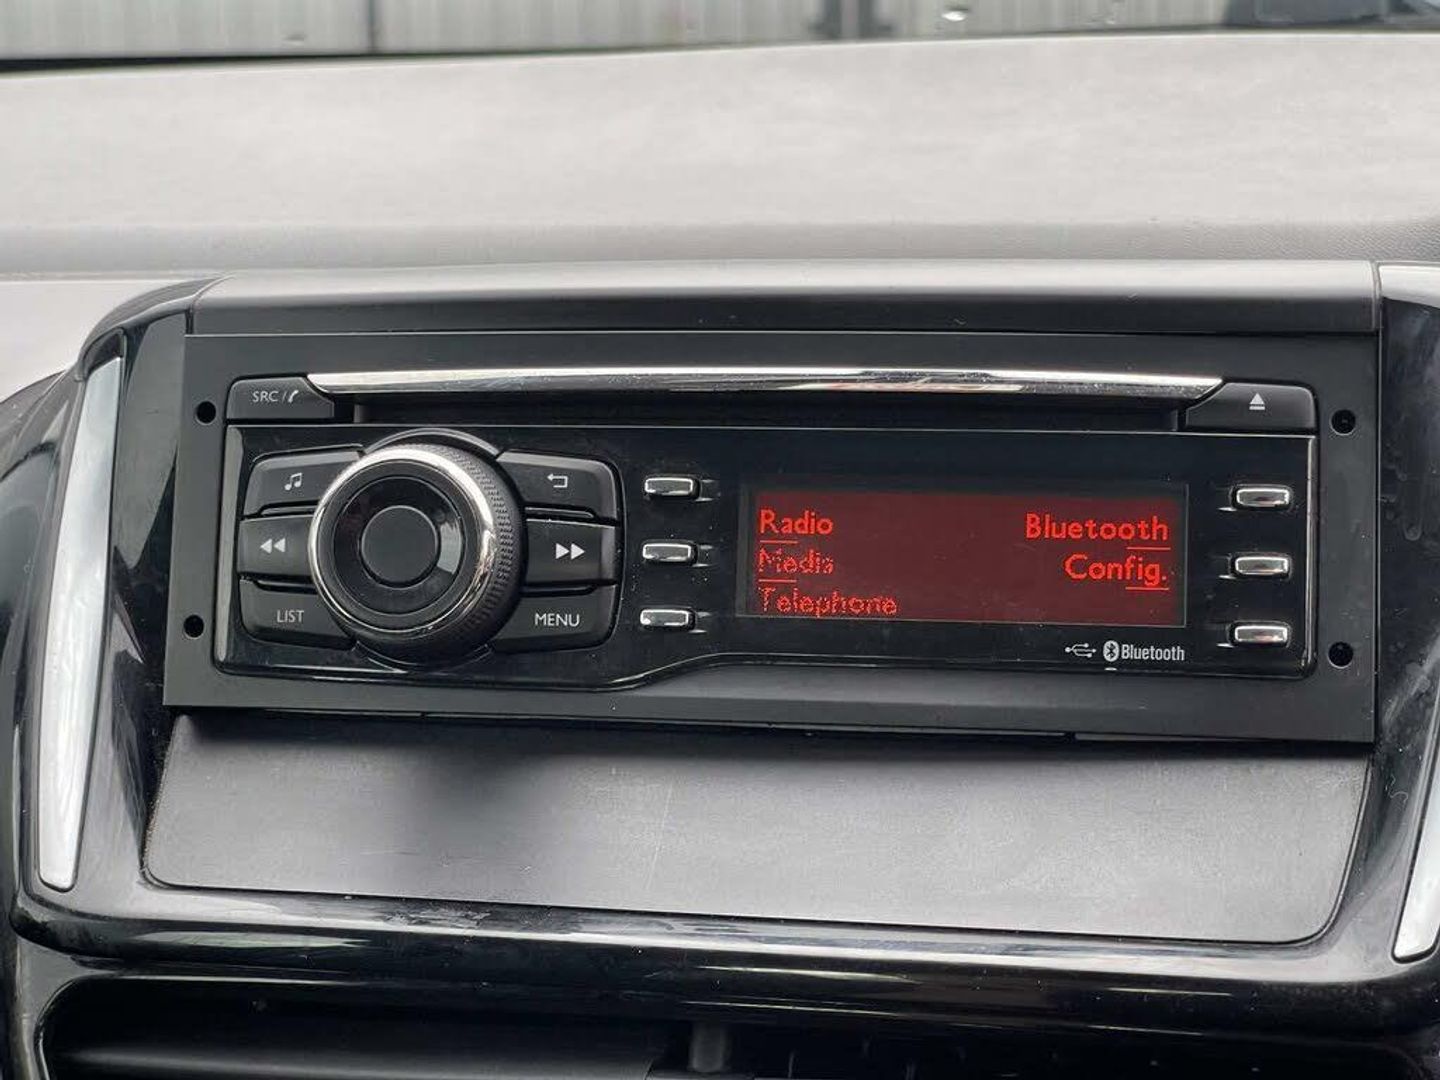 SRC /
LIST
MENU
Radio
Media
Telephone
Bluetooth
Config.
Bluetooth